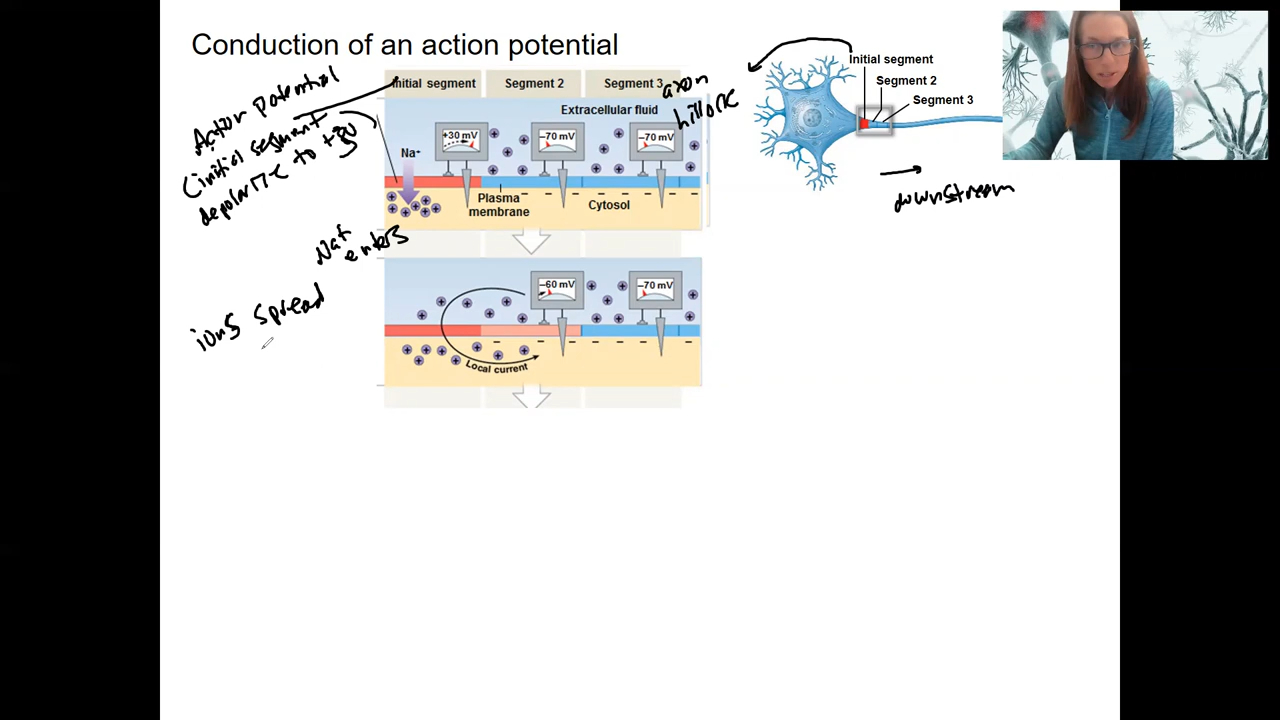 Conduction of an action potential
Action potential
(initial segment
depolarize to +30
Na+
enters
ions spread
Initial segment
Segment 2
Segment 3
axon
hillock
Extracellular fluid
+30 mV
–70 mV
–70 mV
Na+
Plasma
membrane
Cytosol
–60 mV
–70 mV
Local current
Initial segment
Segment 2
Segment 3
downstream